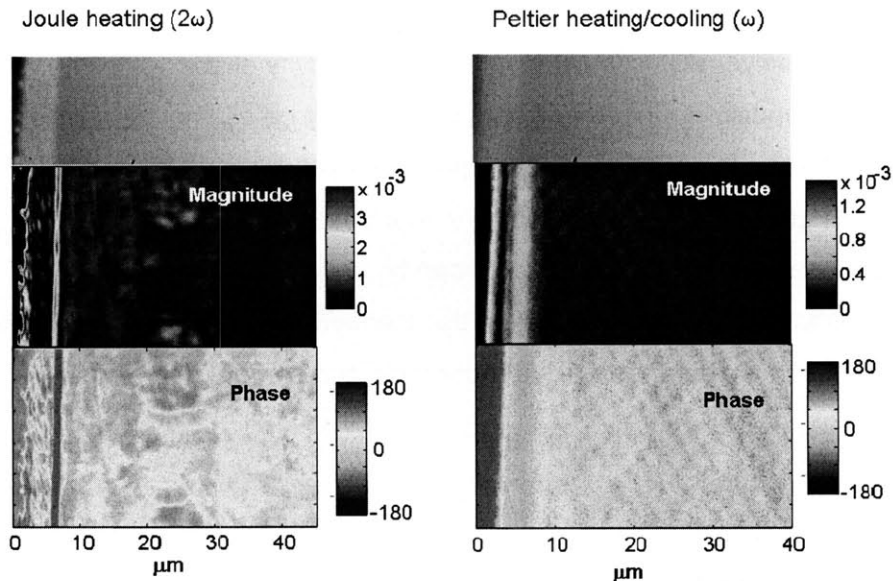 Joule heating (2ω)
Peltier heating/cooling (ω)
Magnitude
x 10⁻³
3
2
1
0
Phase
180
0
-180
0 10 20 30 40
μm
Magnitude
x 10⁻³
1.2
0.8
0.4
0
Phase
180
0
-180
0 10 20 30 40
μm